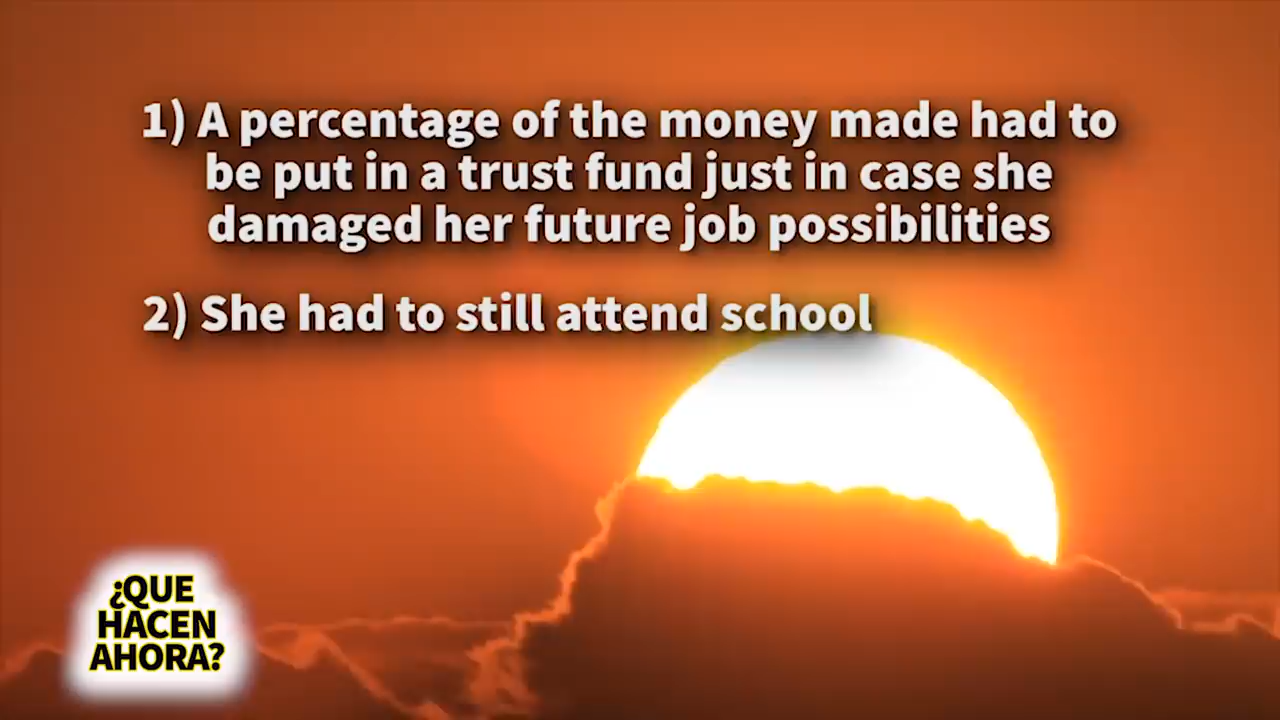 1) A percentage of the money made had to
be put in a trust fund just in case she
damaged her future job possibilities
2) She had to still attend school
¿QUE
HACEN
AHORA?